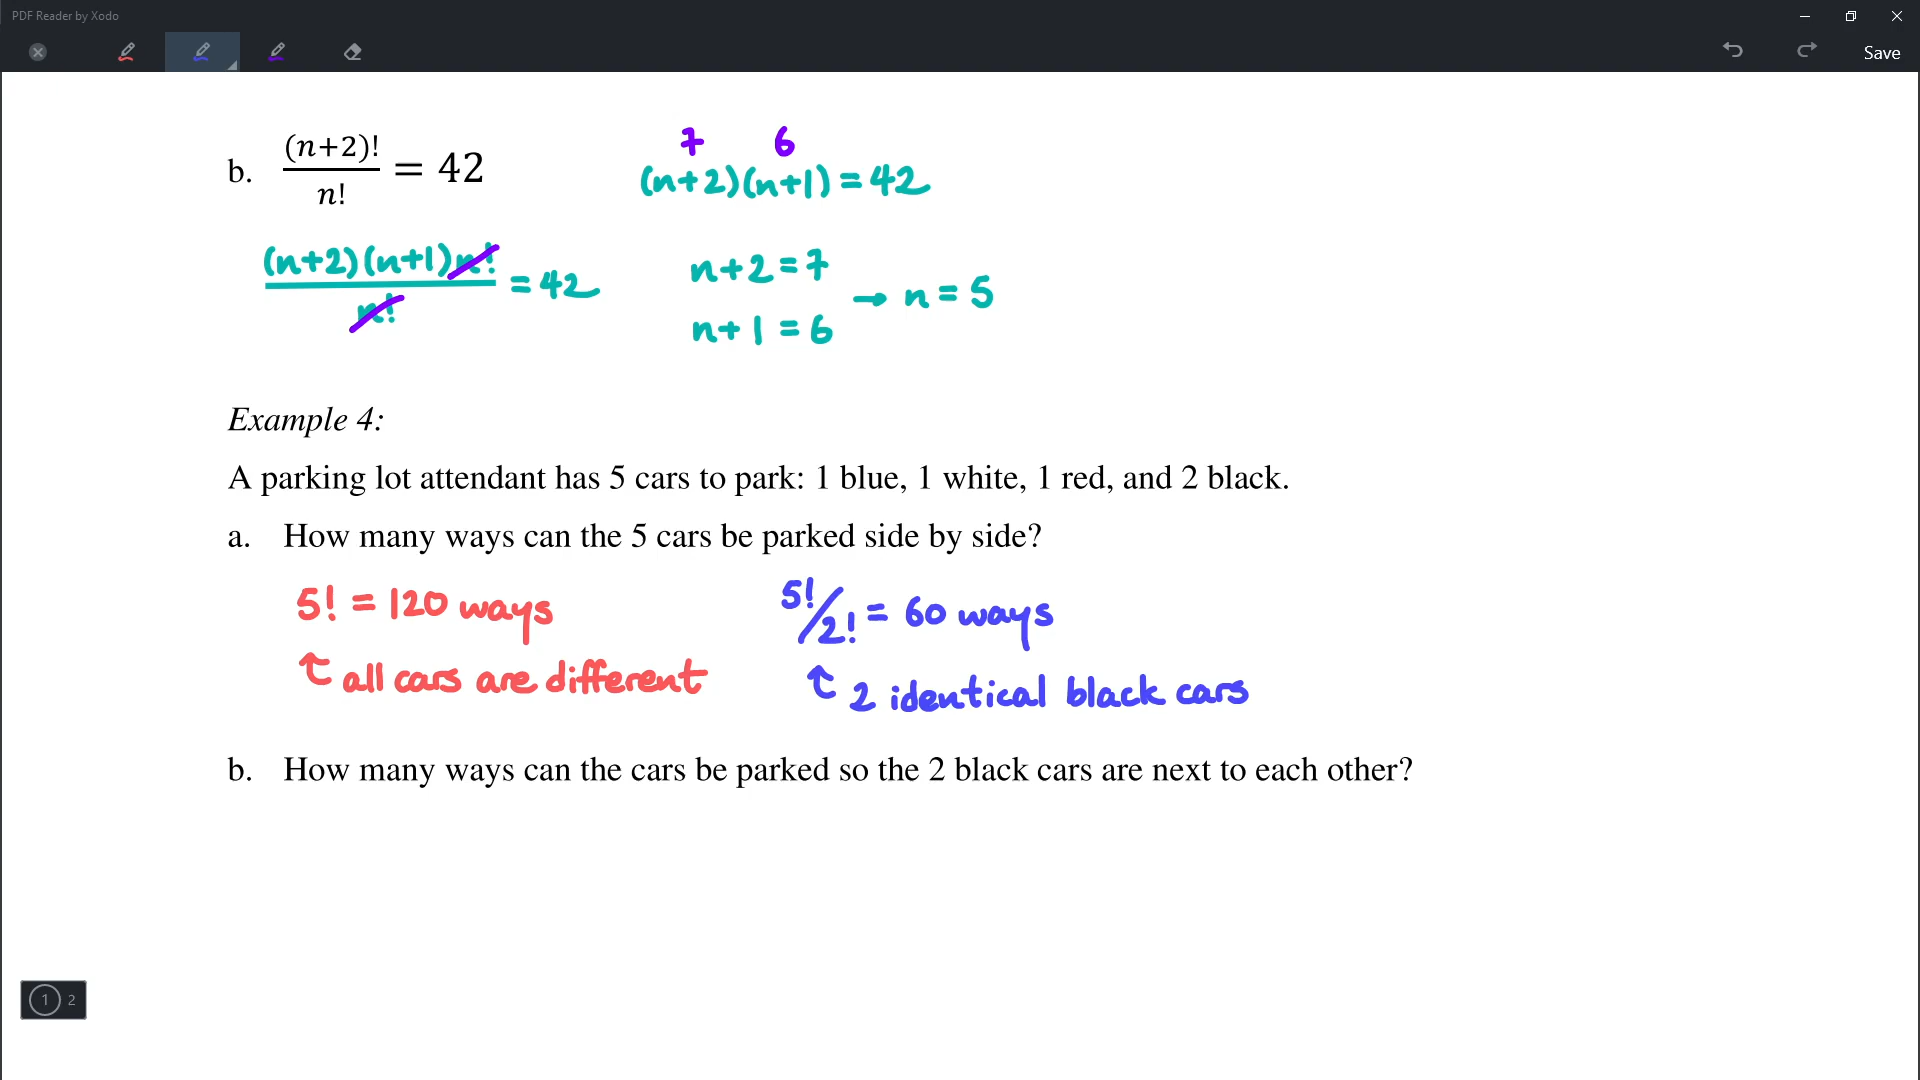 PDF Reader by Xodo
Save
b. (n+2)!/n! = 42
7 6
(n+2)(n+1) = 42
(n+2)(n+1)n!/n! = 42
n+2 = 7
n+1 = 6
→ n = 5
Example 4:
A parking lot attendant has 5 cars to park: 1 blue, 1 white, 1 red, and 2 black.
a. How many ways can the 5 cars be parked side by side?
5! = 120 ways
↑ all cars are different
5!/2! = 60 ways
↑ 2 identical black cars
b. How many ways can the cars be parked so the 2 black cars are next to each other?
1 2